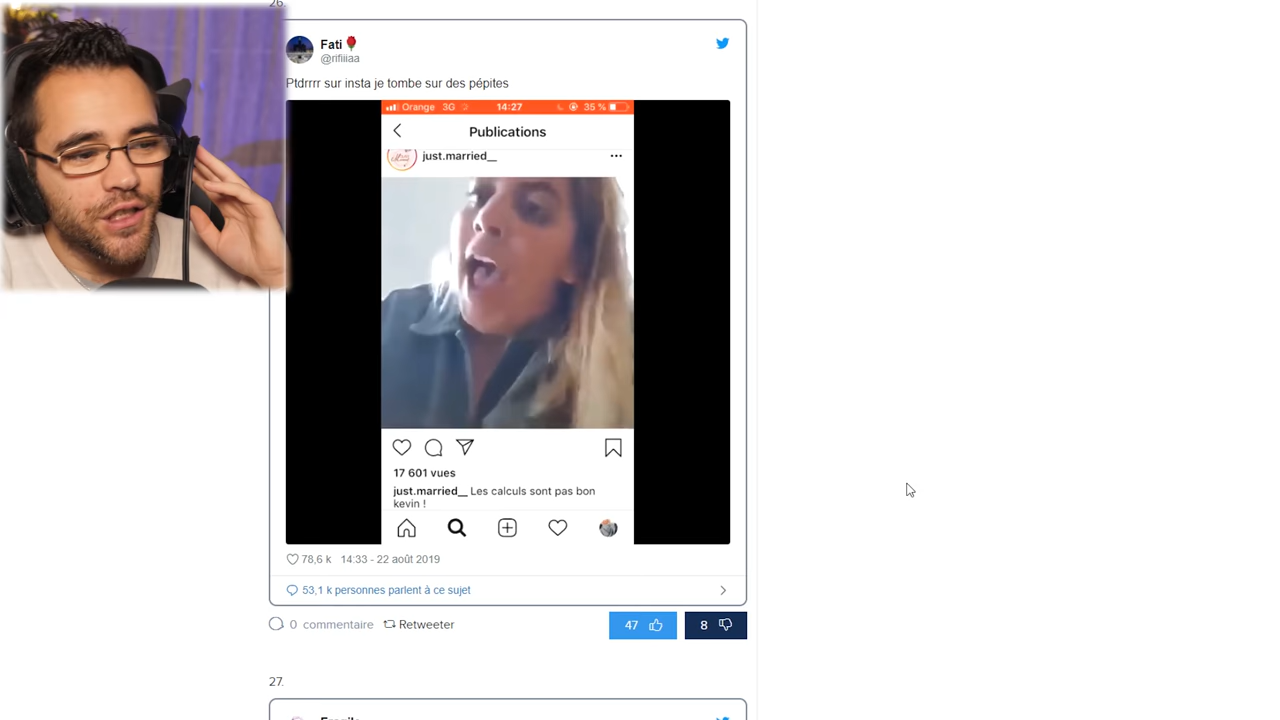 26.
Fati🌹
@rifiiiaa
Ptdrrrr sur insta je tombe sur des pépites
Orange 3G 14:27 35 %
Publications
just.married__
17 601 vues
just.married__ Les calculs sont pas bon
kevin !
78,6 k 14:33 - 22 août 2019
53,1 k personnes parlent à ce sujet
0 commentaire Retweeter 47 8
27.